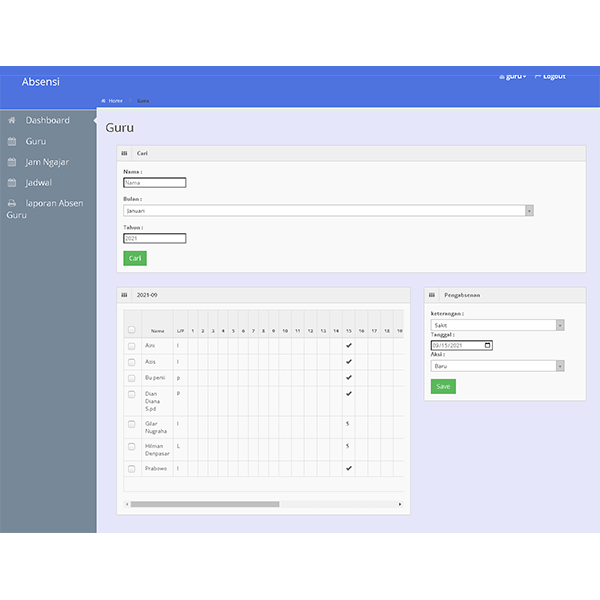 Absensi
guru
Logout
Home
Guru
Dashboard
Guru
Jam Ngajar
Jadwal
laporan Absen
Guru
Guru
Cari
Nama :
Nama
Bulan :
Januari
Tahun :
2021
Cari
2021-09
Nama L/P 1 2 3 4 5 6 7 8 9 10 11 12 13 14 15 16 17 18
Azis l ✔
Azis l ✔
Bu peni p ✔
Dian P ✔
Diana
S.pd
Gilar l S
Nugraha
Hilman L S
Denpasar
Prabowo l ✔
Pengabsenan
keterangan :
Sakit
Tanggal :
09/15/2021
Aksi :
Baru
Save